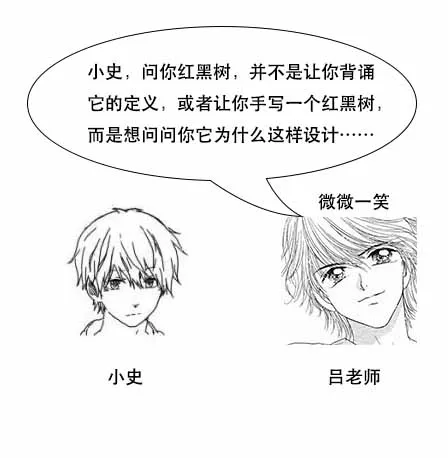 小史，问你红黑树，并不是让你背诵
它的定义，或者让你手写一个红黑树，
而是想问问你它为什么这样设计……
微微一笑
小史
吕老师